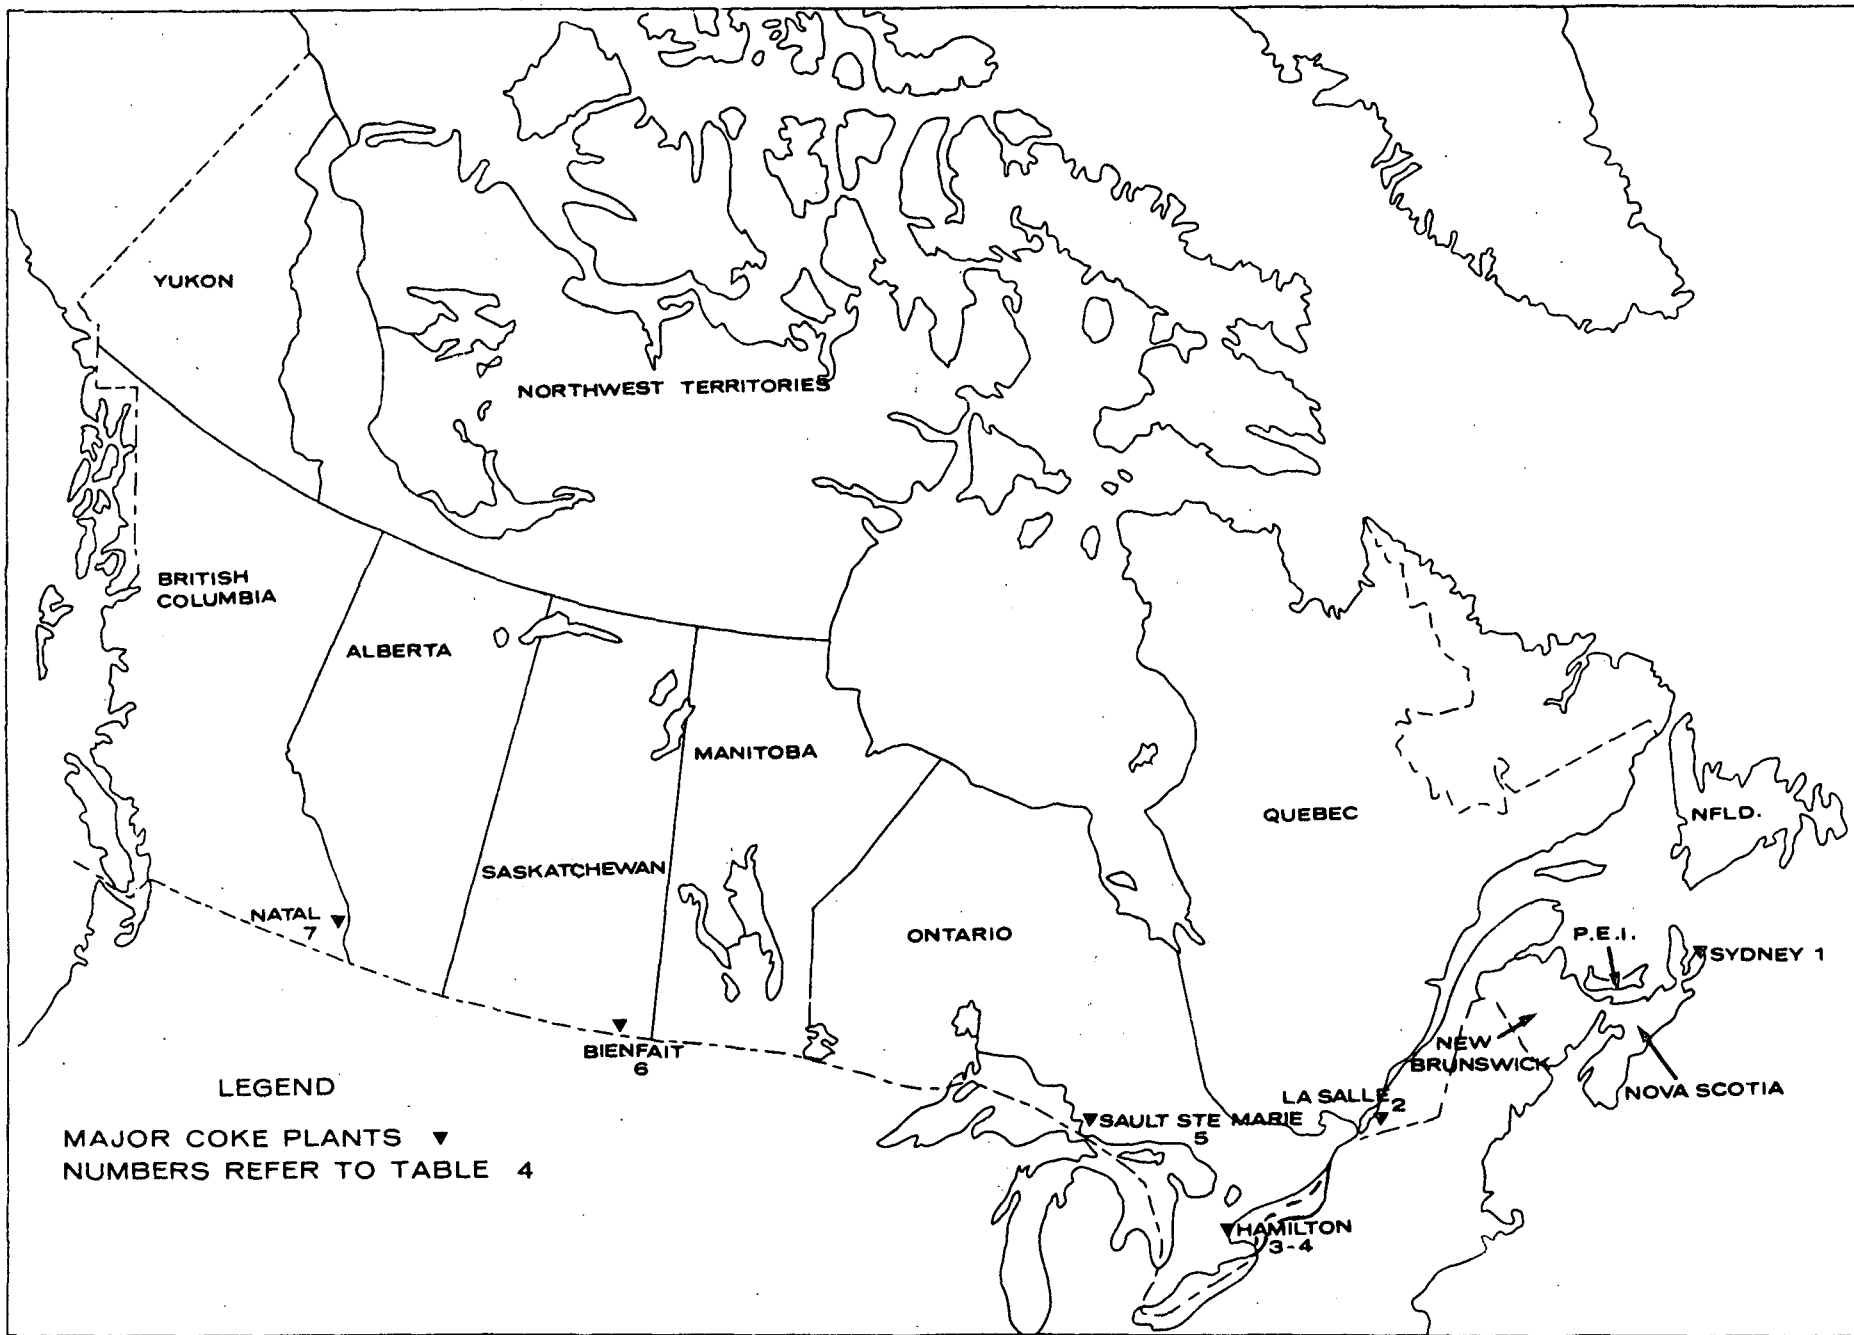 YUKON
NORTHWEST TERRITORIES
BRITISH
COLUMBIA
ALBERTA
MANITOBA
SASKATCHEWAN
QUEBEC
NFLD.
NATAL
7
ONTARIO
P.E.I.
SYDNEY 1
BIENFAIT
6
NEW
BRUNSWICK
NOVA SCOTIA
LA SALLE
2
SAULT STE MARIE
5
HAMILTON
3-4
LEGEND
MAJOR COKE PLANTS ▼
NUMBERS REFER TO TABLE 4